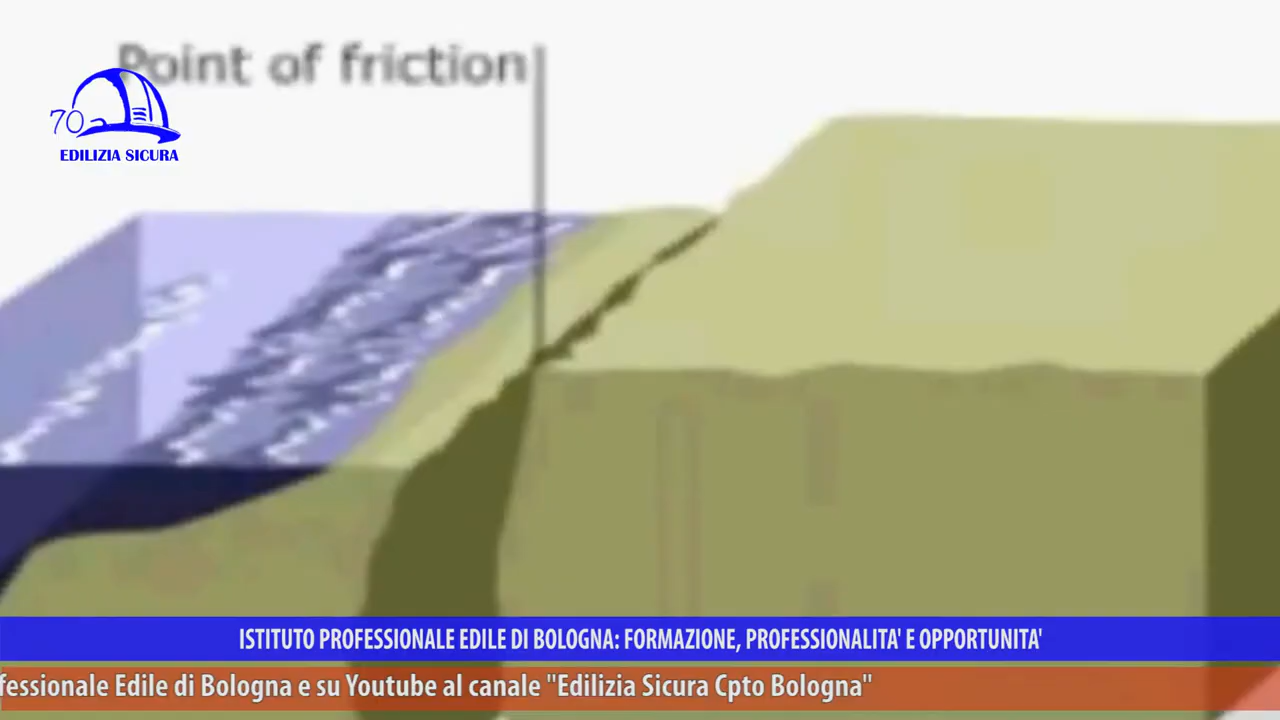 Point of friction
70
EDILIZIA SICURA
ISTITUTO PROFESSIONALE EDILE DI BOLOGNA: FORMAZIONE, PROFESSIONALITA' E OPPORTUNITA'
fessionale Edile di Bologna e su Youtube al canale "Edilizia Sicura Cpto Bologna"